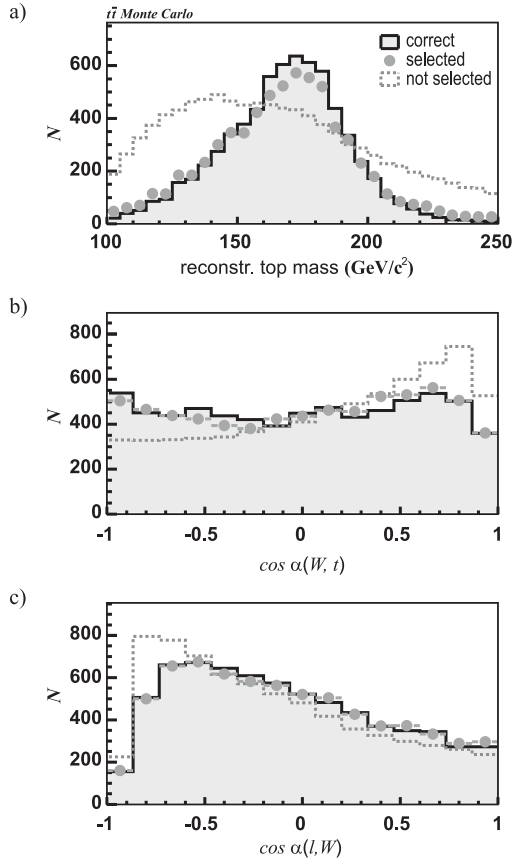 a)
tt̄ Monte Carlo
correct
selected
not selected
N
600
400
200
0
100 150 200 250
reconstr. top mass (GeV/c²)
b)
N
800
600
400
200
0
-1 -0.5 0 0.5 1
cos α(W, t)
c)
N
800
600
400
200
0
-1 -0.5 0 0.5 1
cos α(l,W)